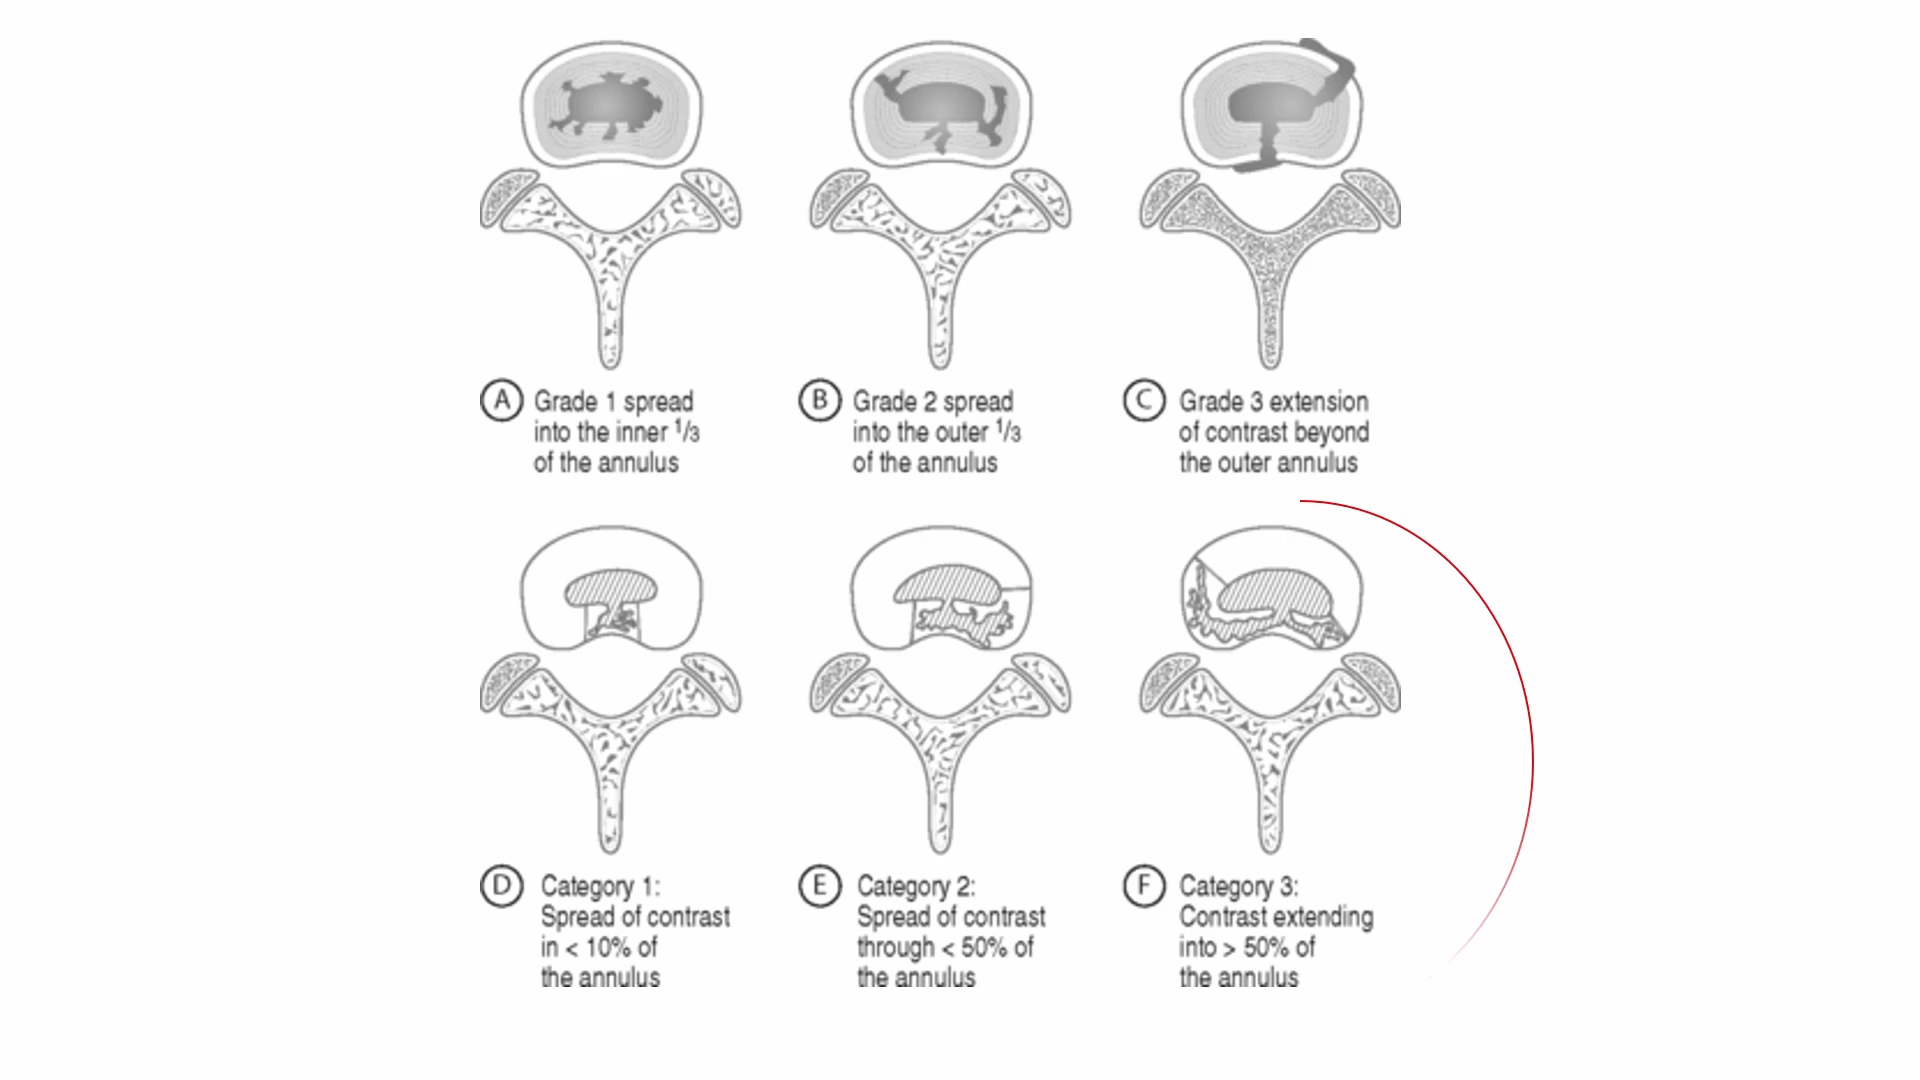 A Grade 1 spread
into the inner 1/3
of the annulus
B Grade 2 spread
into the outer 1/3
of the annulus
C Grade 3 extension
of contrast beyond
the outer annulus
D Category 1:
Spread of contrast
in < 10% of
the annulus
E Category 2:
Spread of contrast
through < 50% of
the annulus
F Category 3:
Contrast extending
into > 50% of
the annulus